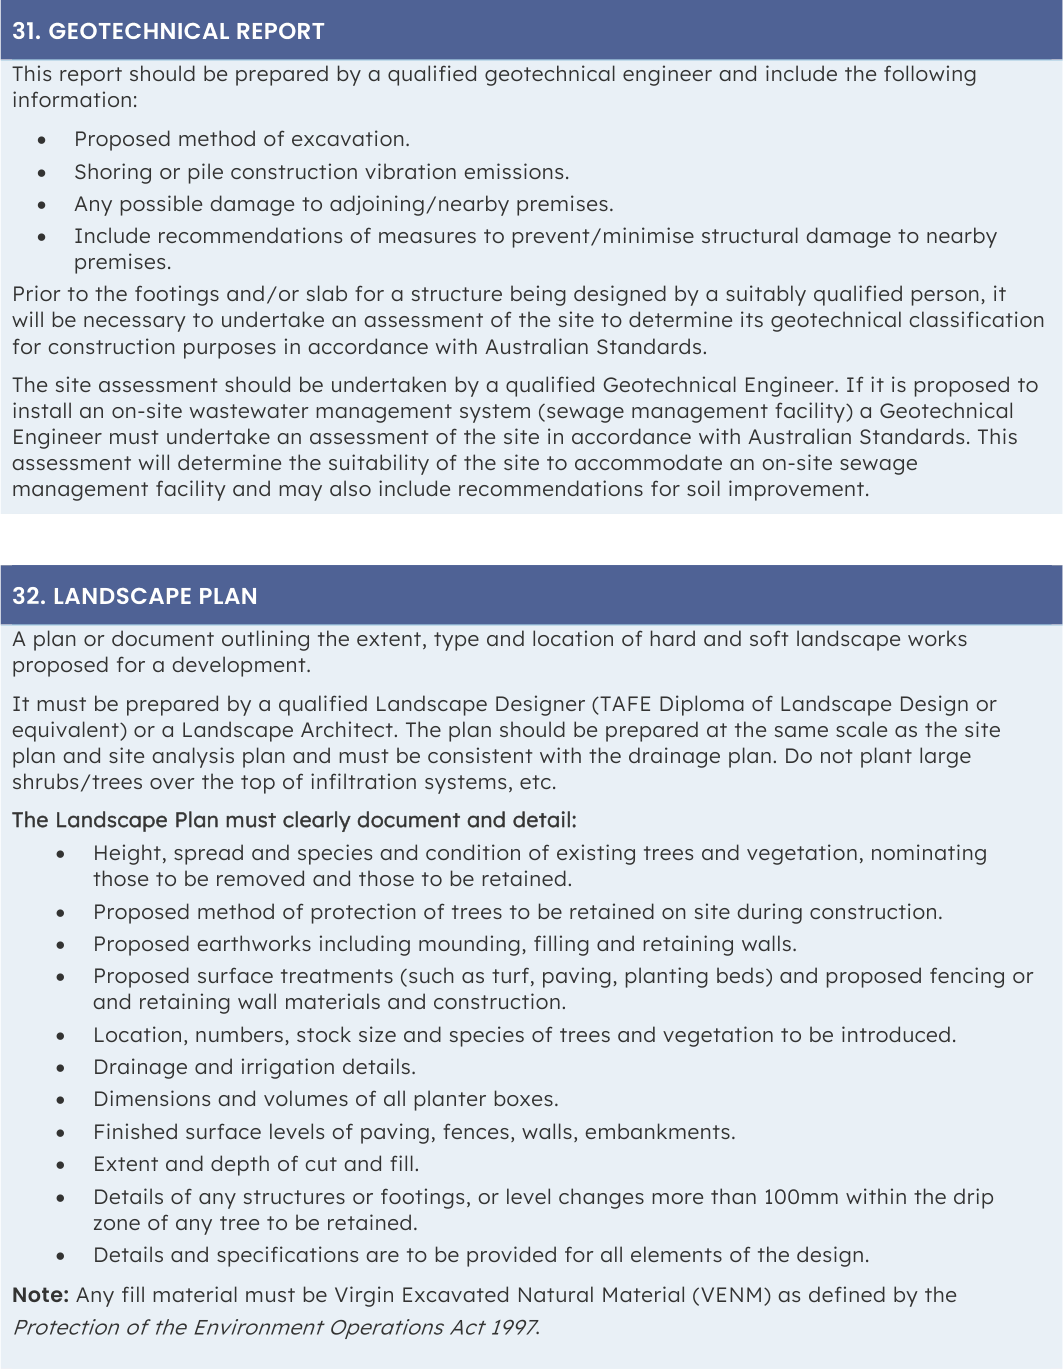 31. GEOTECHNICAL REPORT
This report should be prepared by a qualified geotechnical engineer and include the following
information:
• Proposed method of excavation.
• Shoring or pile construction vibration emissions.
• Any possible damage to adjoining/nearby premises.
• Include recommendations of measures to prevent/minimise structural damage to nearby
premises.
Prior to the footings and/or slab for a structure being designed by a suitably qualified person, it
will be necessary to undertake an assessment of the site to determine its geotechnical classification
for construction purposes in accordance with Australian Standards.
The site assessment should be undertaken by a qualified Geotechnical Engineer. If it is proposed to
install an on-site wastewater management system (sewage management facility) a Geotechnical
Engineer must undertake an assessment of the site in accordance with Australian Standards. This
assessment will determine the suitability of the site to accommodate an on-site sewage
management facility and may also include recommendations for soil improvement.
32. LANDSCAPE PLAN
A plan or document outlining the extent, type and location of hard and soft landscape works
proposed for a development.
It must be prepared by a qualified Landscape Designer (TAFE Diploma of Landscape Design or
equivalent) or a Landscape Architect. The plan should be prepared at the same scale as the site
plan and site analysis plan and must be consistent with the drainage plan. Do not plant large
shrubs/trees over the top of infiltration systems, etc.
The Landscape Plan must clearly document and detail:
• Height, spread and species and condition of existing trees and vegetation, nominating
those to be removed and those to be retained.
• Proposed method of protection of trees to be retained on site during construction.
• Proposed earthworks including mounding, filling and retaining walls.
• Proposed surface treatments (such as turf, paving, planting beds) and proposed fencing or
and retaining wall materials and construction.
• Location, numbers, stock size and species of trees and vegetation to be introduced.
• Drainage and irrigation details.
• Dimensions and volumes of all planter boxes.
• Finished surface levels of paving, fences, walls, embankments.
• Extent and depth of cut and fill.
• Details of any structures or footings, or level changes more than 100mm within the drip
zone of any tree to be retained.
• Details and specifications are to be provided for all elements of the design.
Note: Any fill material must be Virgin Excavated Natural Material (VENM) as defined by the
Protection of the Environment Operations Act 1997.